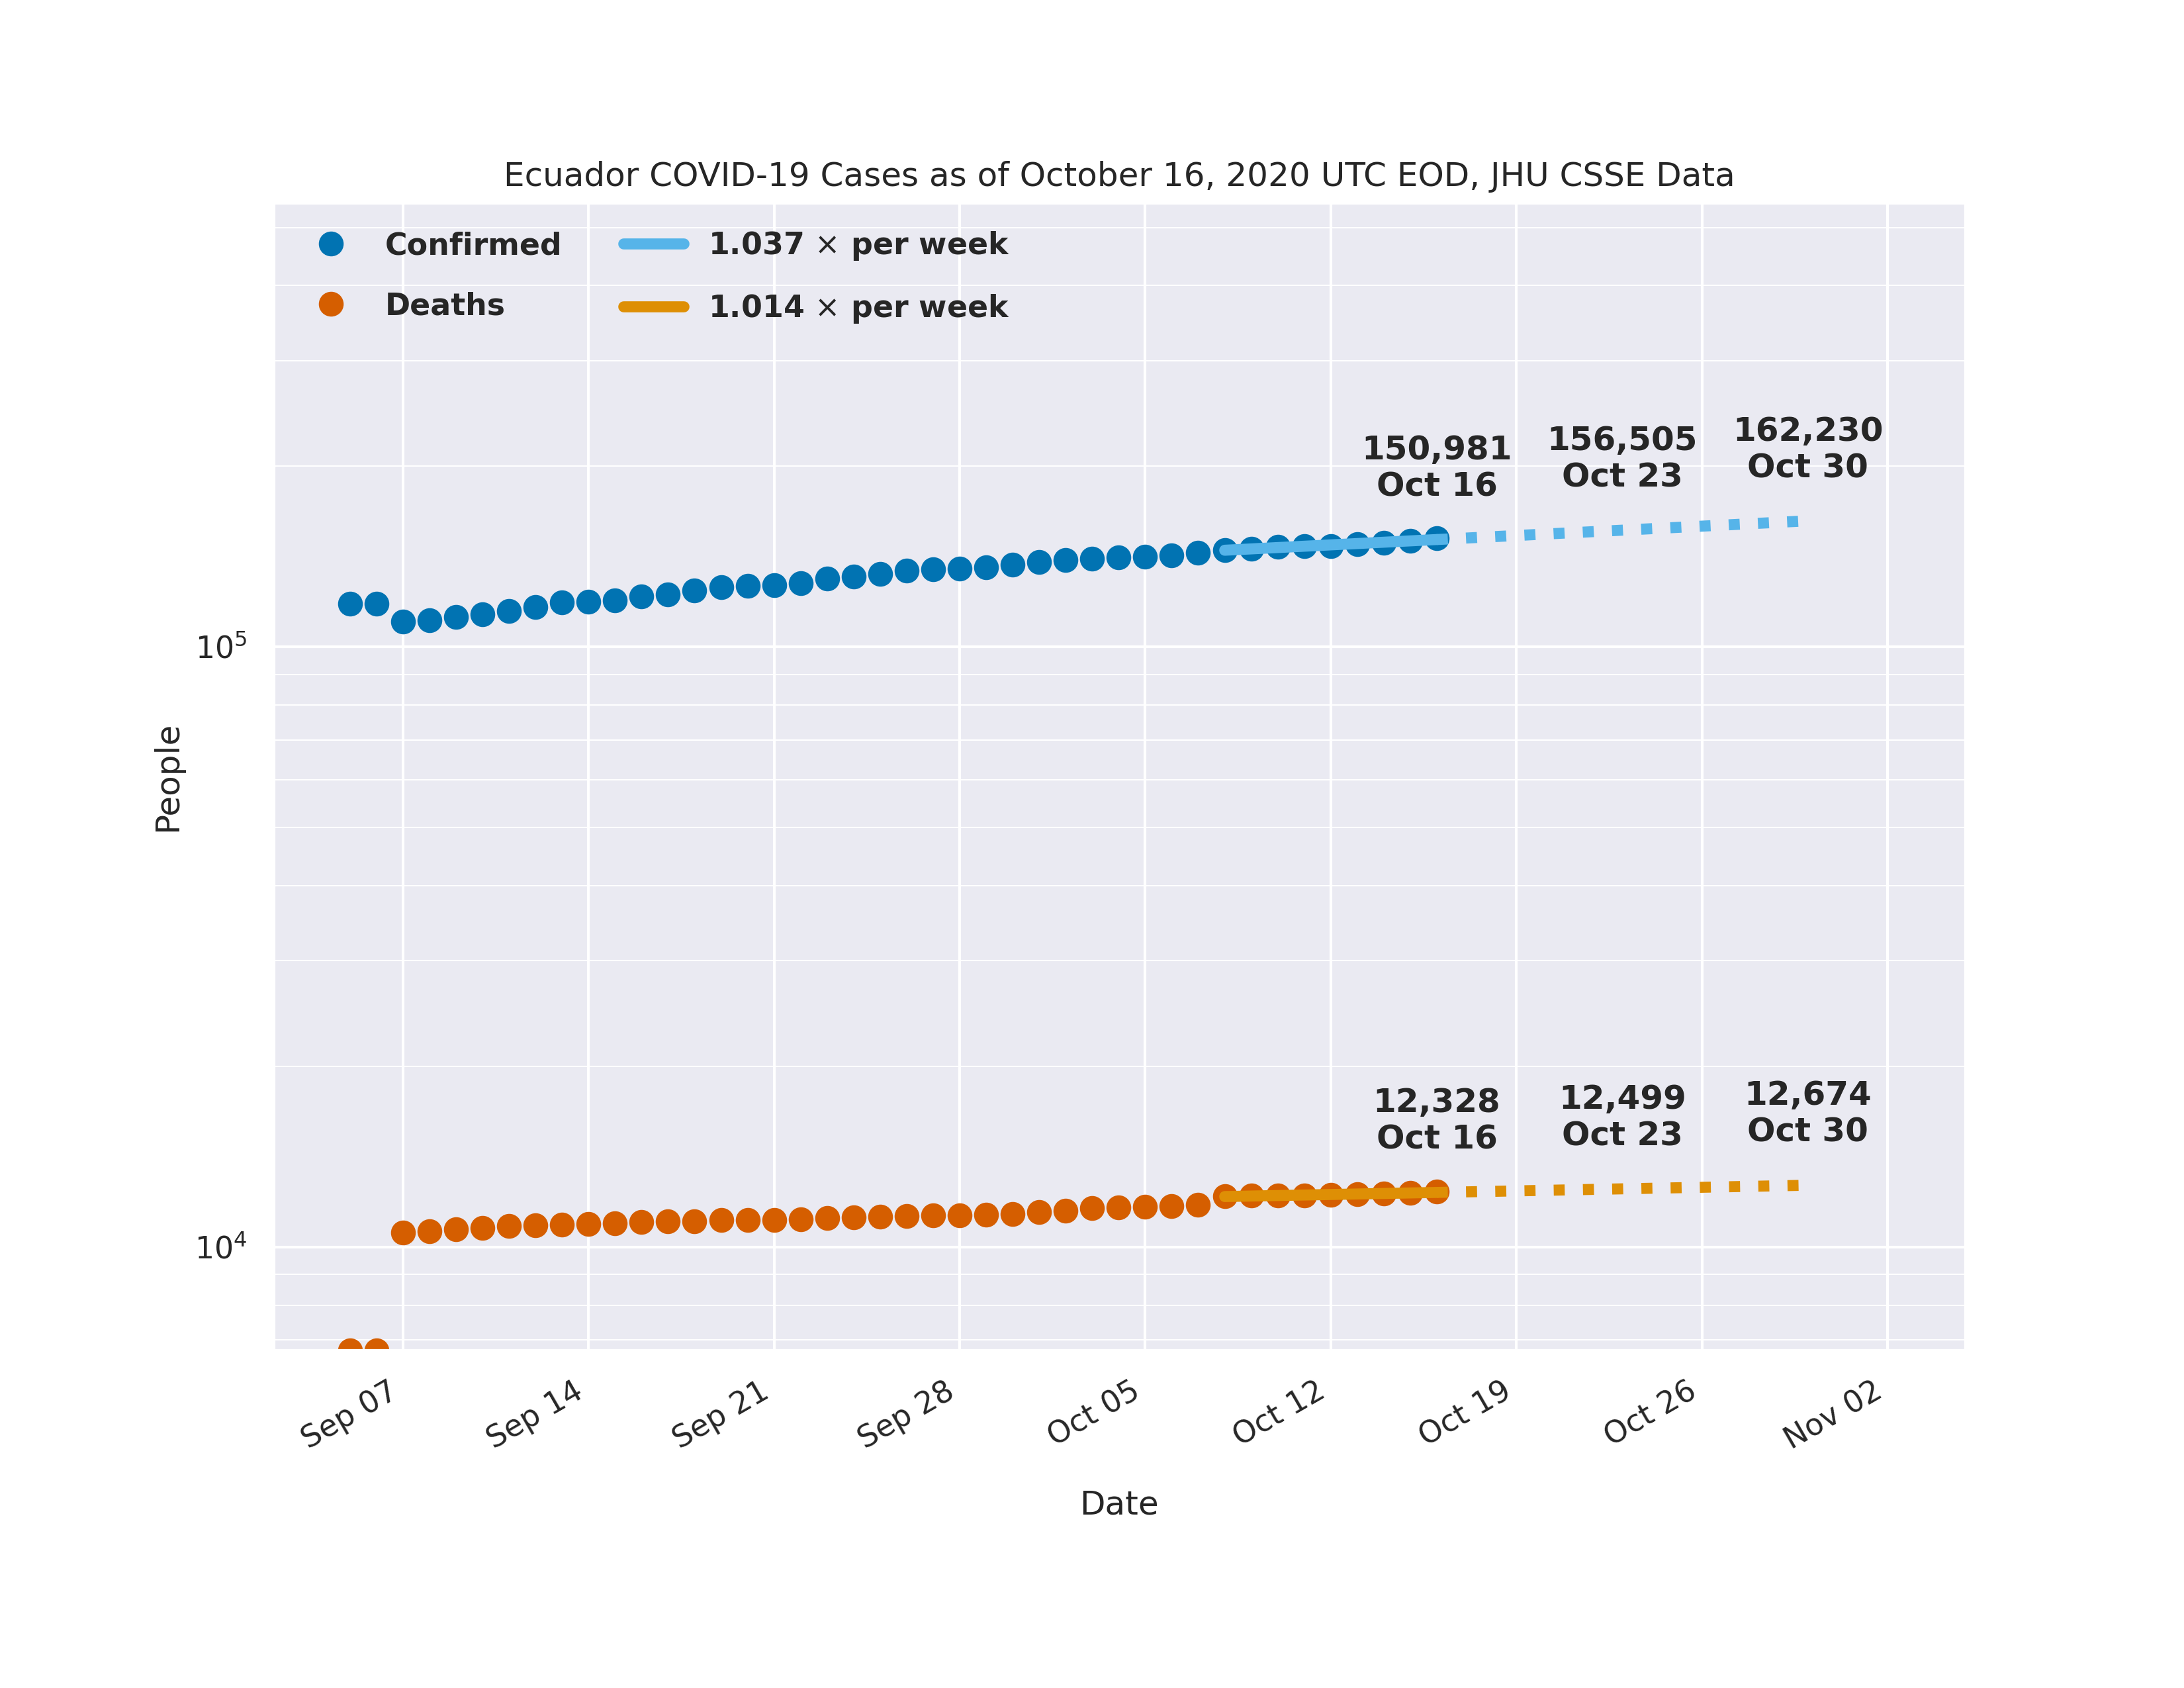 Ecuador COVID-19 Cases as of October 16, 2020 UTC EOD, JHU CSSE Data
Confirmed
Deaths
1.037 × per week
1.014 × per week
150,981
Oct 16
156,505
Oct 23
162,230
Oct 30
10⁵
People
12,328
Oct 16
12,499
Oct 23
12,674
Oct 30
10⁴
Sep 07
Sep 14
Sep 21
Sep 28
Oct 05
Oct 12
Oct 19
Oct 26
Nov 02
Date